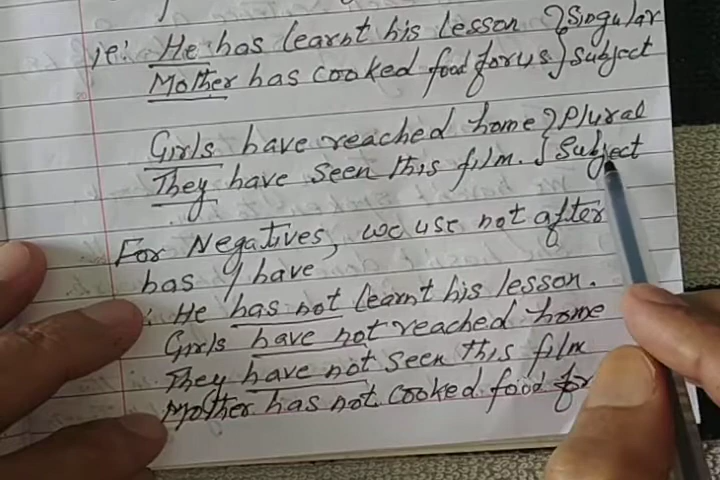 ie: He has learnt his lesson } Singular
Mother has cooked food for us. } Subject
Girls have reached home } Plural
They have seen this film. } Subject
For Negatives, we use not after
has / have
: He has not learnt his lesson.
Girls have not reached home
They have not seen this film
Mother has not cooked food for